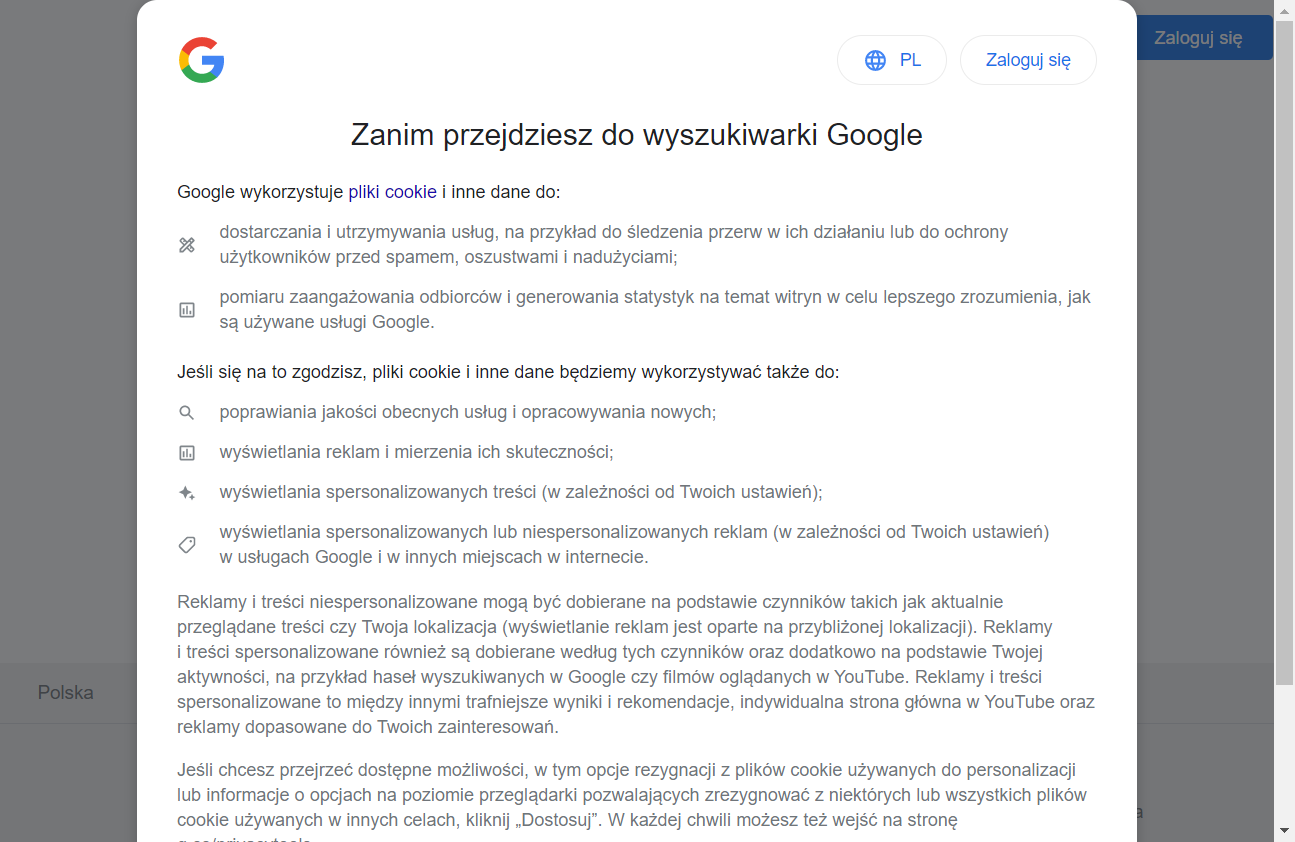 Zaloguj się
PL
Zaloguj się
Zanim przejdziesz do wyszukiwarki Google
Google wykorzystuje pliki cookie i inne dane do:
dostarczania i utrzymywania usług, na przykład do śledzenia przerw w ich działaniu lub do ochrony
użytkowników przed spamem, oszustwami i nadużyciami;
pomiaru zaangażowania odbiorców i generowania statystyk na temat witryn w celu lepszego zrozumienia, jak
są używane usługi Google.
Jeśli się na to zgodzisz, pliki cookie i inne dane będziemy wykorzystywać także do:
poprawiania jakości obecnych usług i opracowywania nowych;
wyświetlania reklam i mierzenia ich skuteczności;
wyświetlania spersonalizowanych treści (w zależności od Twoich ustawień);
wyświetlania spersonalizowanych lub niespersonalizowanych reklam (w zależności od Twoich ustawień)
w usługach Google i w innych miejscach w internecie.
Reklamy i treści niespersonalizowane mogą być dobierane na podstawie czynników takich jak aktualnie
przeglądane treści czy Twoja lokalizacja (wyświetlanie reklam jest oparte na przybliżonej lokalizacji). Reklamy
i treści spersonalizowane również są dobierane według tych czynników oraz dodatkowo na podstawie Twojej
aktywności, na przykład haseł wyszukiwanych w Google czy filmów oglądanych w YouTube. Reklamy i treści
spersonalizowane to między innymi trafniejsze wyniki i rekomendacje, indywidualna strona główna w YouTube oraz
reklamy dopasowane do Twoich zainteresowań.
Polska
Jeśli chcesz przejrzeć dostępne możliwości, w tym opcje rezygnacji z plików cookie używanych do personalizacji
lub informacje o opcjach na poziomie przeglądarki pozwalających zrezygnować z niektórych lub wszystkich plików
cookie używanych w innych celach, kliknij „Dostosuj”. W każdej chwili możesz też wejść na stronę